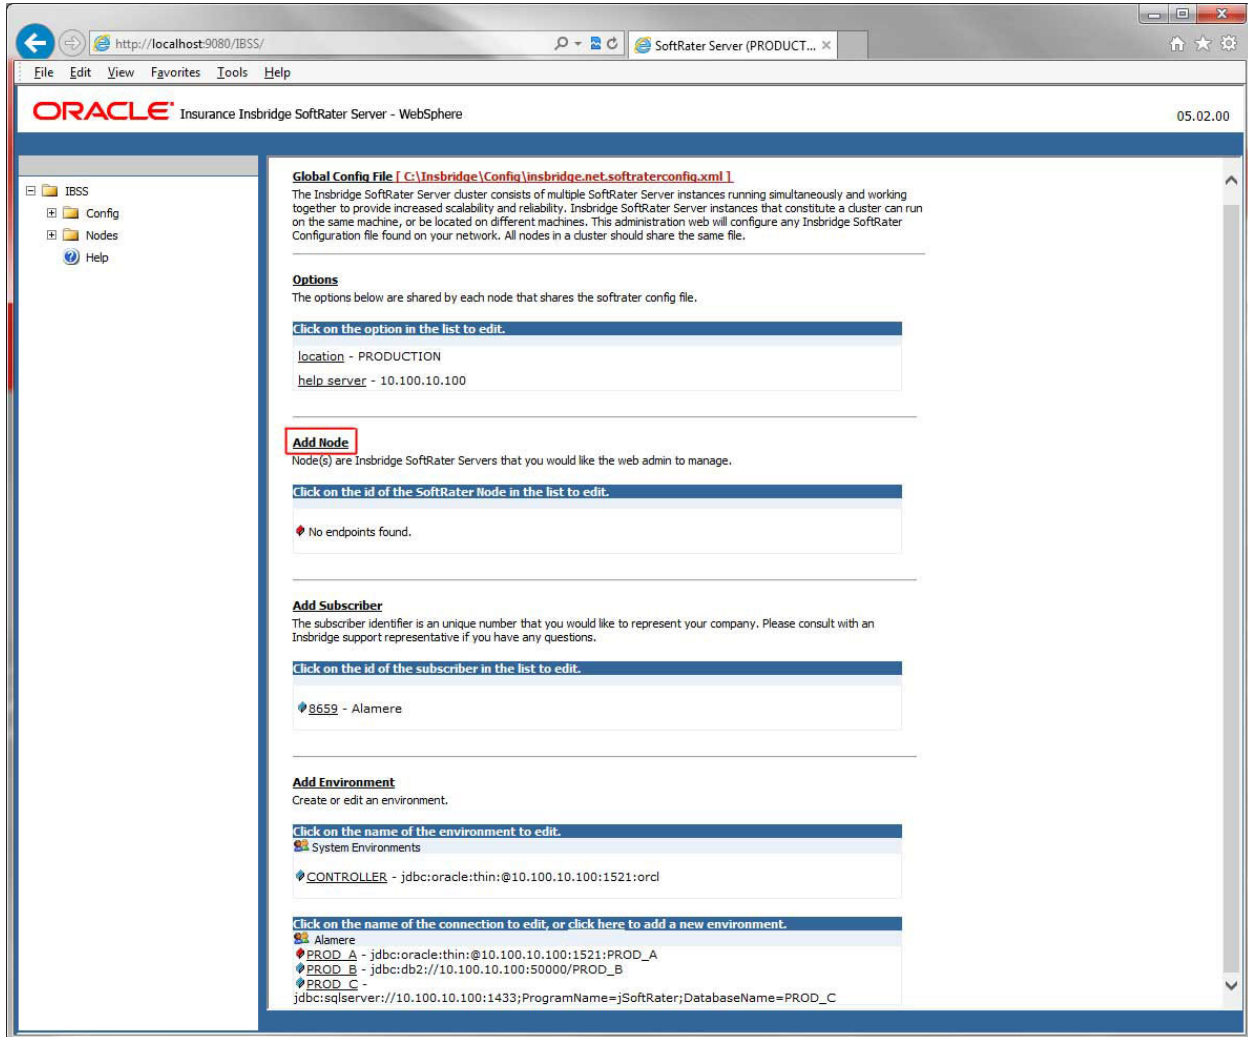 http://localhost:9080/IBSS/
SoftRater Server (PRODUCT... ×
File Edit View Favorites Tools Help
ORACLE Insurance Insbridge SoftRater Server - WebSphere
05.02.00
IBSS
Config
Nodes
Help
Global Config File [ C:\Insbridge\Config\insbridge.net.softraterconfig.xml ]
The Insbridge SoftRater Server cluster consists of multiple SoftRater Server instances running simultaneously and working
together to provide increased scalability and reliability. Insbridge SoftRater Server instances that constitute a cluster can run
on the same machine, or be located on different machines. This administration web will configure any Insbridge SoftRater
Configuration file found on your network. All nodes in a cluster should share the same file.
Options
The options below are shared by each node that shares the softrater config file.
Click on the option in the list to edit.
location - PRODUCTION
help server - 10.100.10.100
Add Node
Node(s) are Insbridge SoftRater Servers that you would like the web admin to manage.
Click on the id of the SoftRater Node in the list to edit.
No endpoints found.
Add Subscriber
The subscriber identifier is an unique number that you would like to represent your company. Please consult with an
Insbridge support representative if you have any questions.
Click on the id of the subscriber in the list to edit.
8659 - Alamere
Add Environment
Create or edit an environment.
Click on the name of the environment to edit.
System Environments
CONTROLLER - jdbc:oracle:thin:@10.100.10.100:1521:orcl
Click on the name of the connection to edit, or click here to add a new environment.
Alamere
PROD_A - jdbc:oracle:thin:@10.100.10.100:1521:PROD_A
PROD_B - jdbc:db2://10.100.10.100:50000/PROD_B
PROD_C -
jdbc:sqlserver://10.100.10.100:1433;ProgramName=jSoftRater;DatabaseName=PROD_C